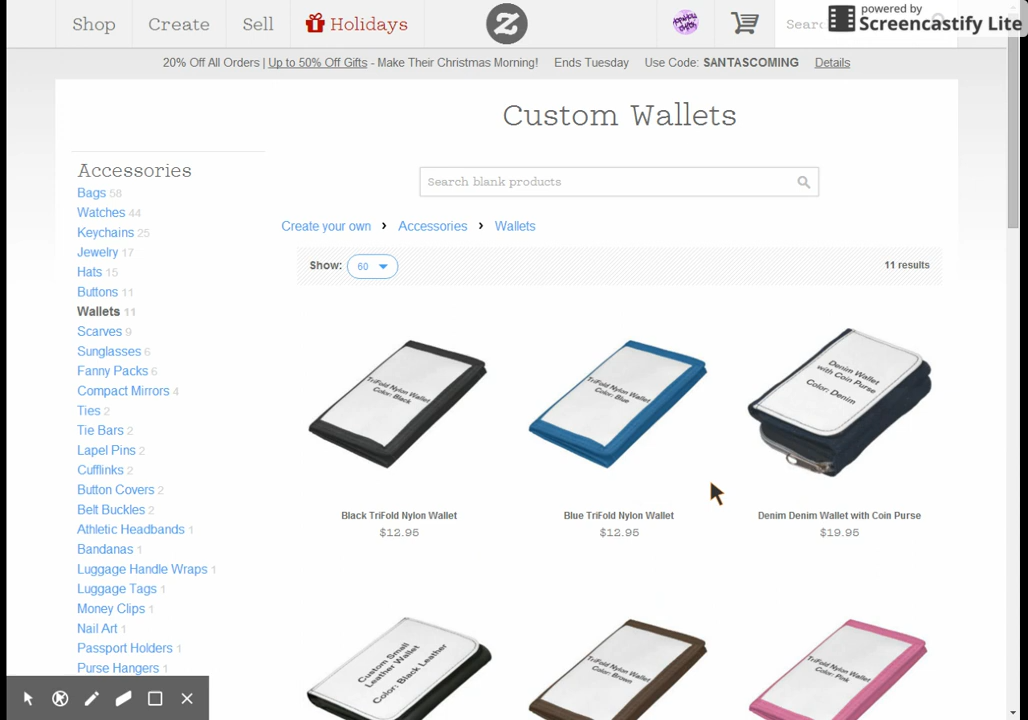 Shop
Create
Sell
Holidays
Z
Sear
powered by
Screencastify Lite
20% Off All Orders | Up to 50% Off Gifts - Make Their Christmas Morning! Ends Tuesday Use Code: SANTASCOMING Details
Custom Wallets
Search blank products
Create your own › Accessories › Wallets
Show: 60
11 results
Accessories
Bags 58
Watches 44
Keychains 25
Jewelry 17
Hats 15
Buttons 11
Wallets 11
Scarves 9
Sunglasses 6
Fanny Packs 6
Compact Mirrors 4
Ties 2
Tie Bars 2
Lapel Pins 2
Cufflinks 2
Button Covers 2
Belt Buckles 2
Athletic Headbands 1
Bandanas 1
Luggage Handle Wraps 1
Luggage Tags 1
Money Clips 1
Nail Art 1
Passport Holders 1
Purse Hangers 1
TriFold Nylon Wallet
Color: Black
Black TriFold Nylon Wallet
$12.95
TriFold Nylon Wallet
Color: Blue
Blue TriFold Nylon Wallet
$12.95
Denim Wallet
with Coin Purse
Color: Denim
Denim Denim Wallet with Coin Purse
$19.95
Custom Small
Leather Wallet
Color: Black Leather
TriFold Nylon Wallet
Color: Brown
TriFold Nylon Wallet
Color: Pink